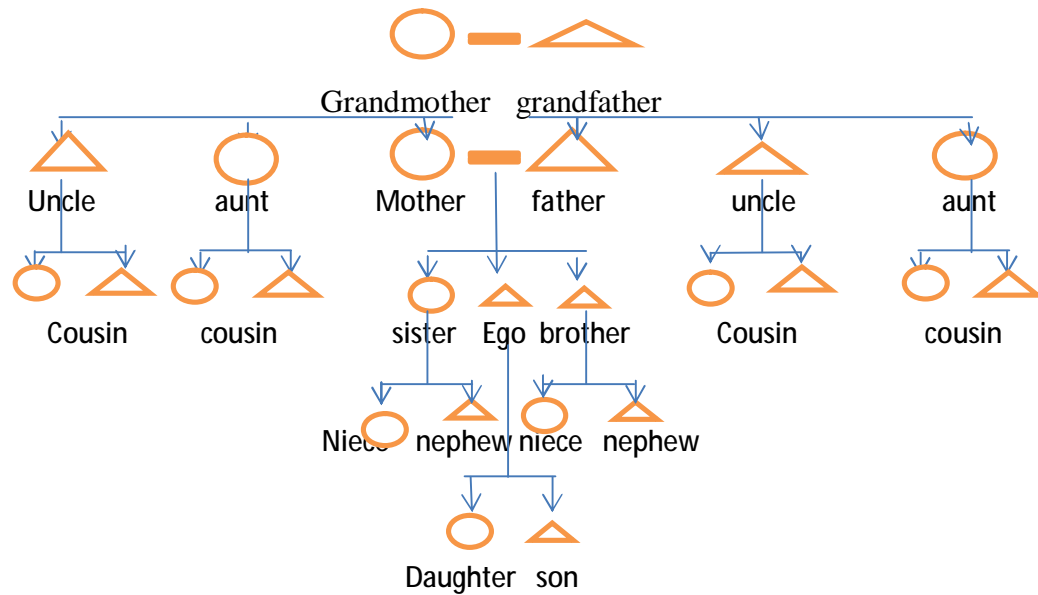 Grandmother grandfather
Uncle aunt Mother father uncle aunt
Cousin cousin sister Ego brother Cousin cousin
Niece nephew niece nephew
Daughter son